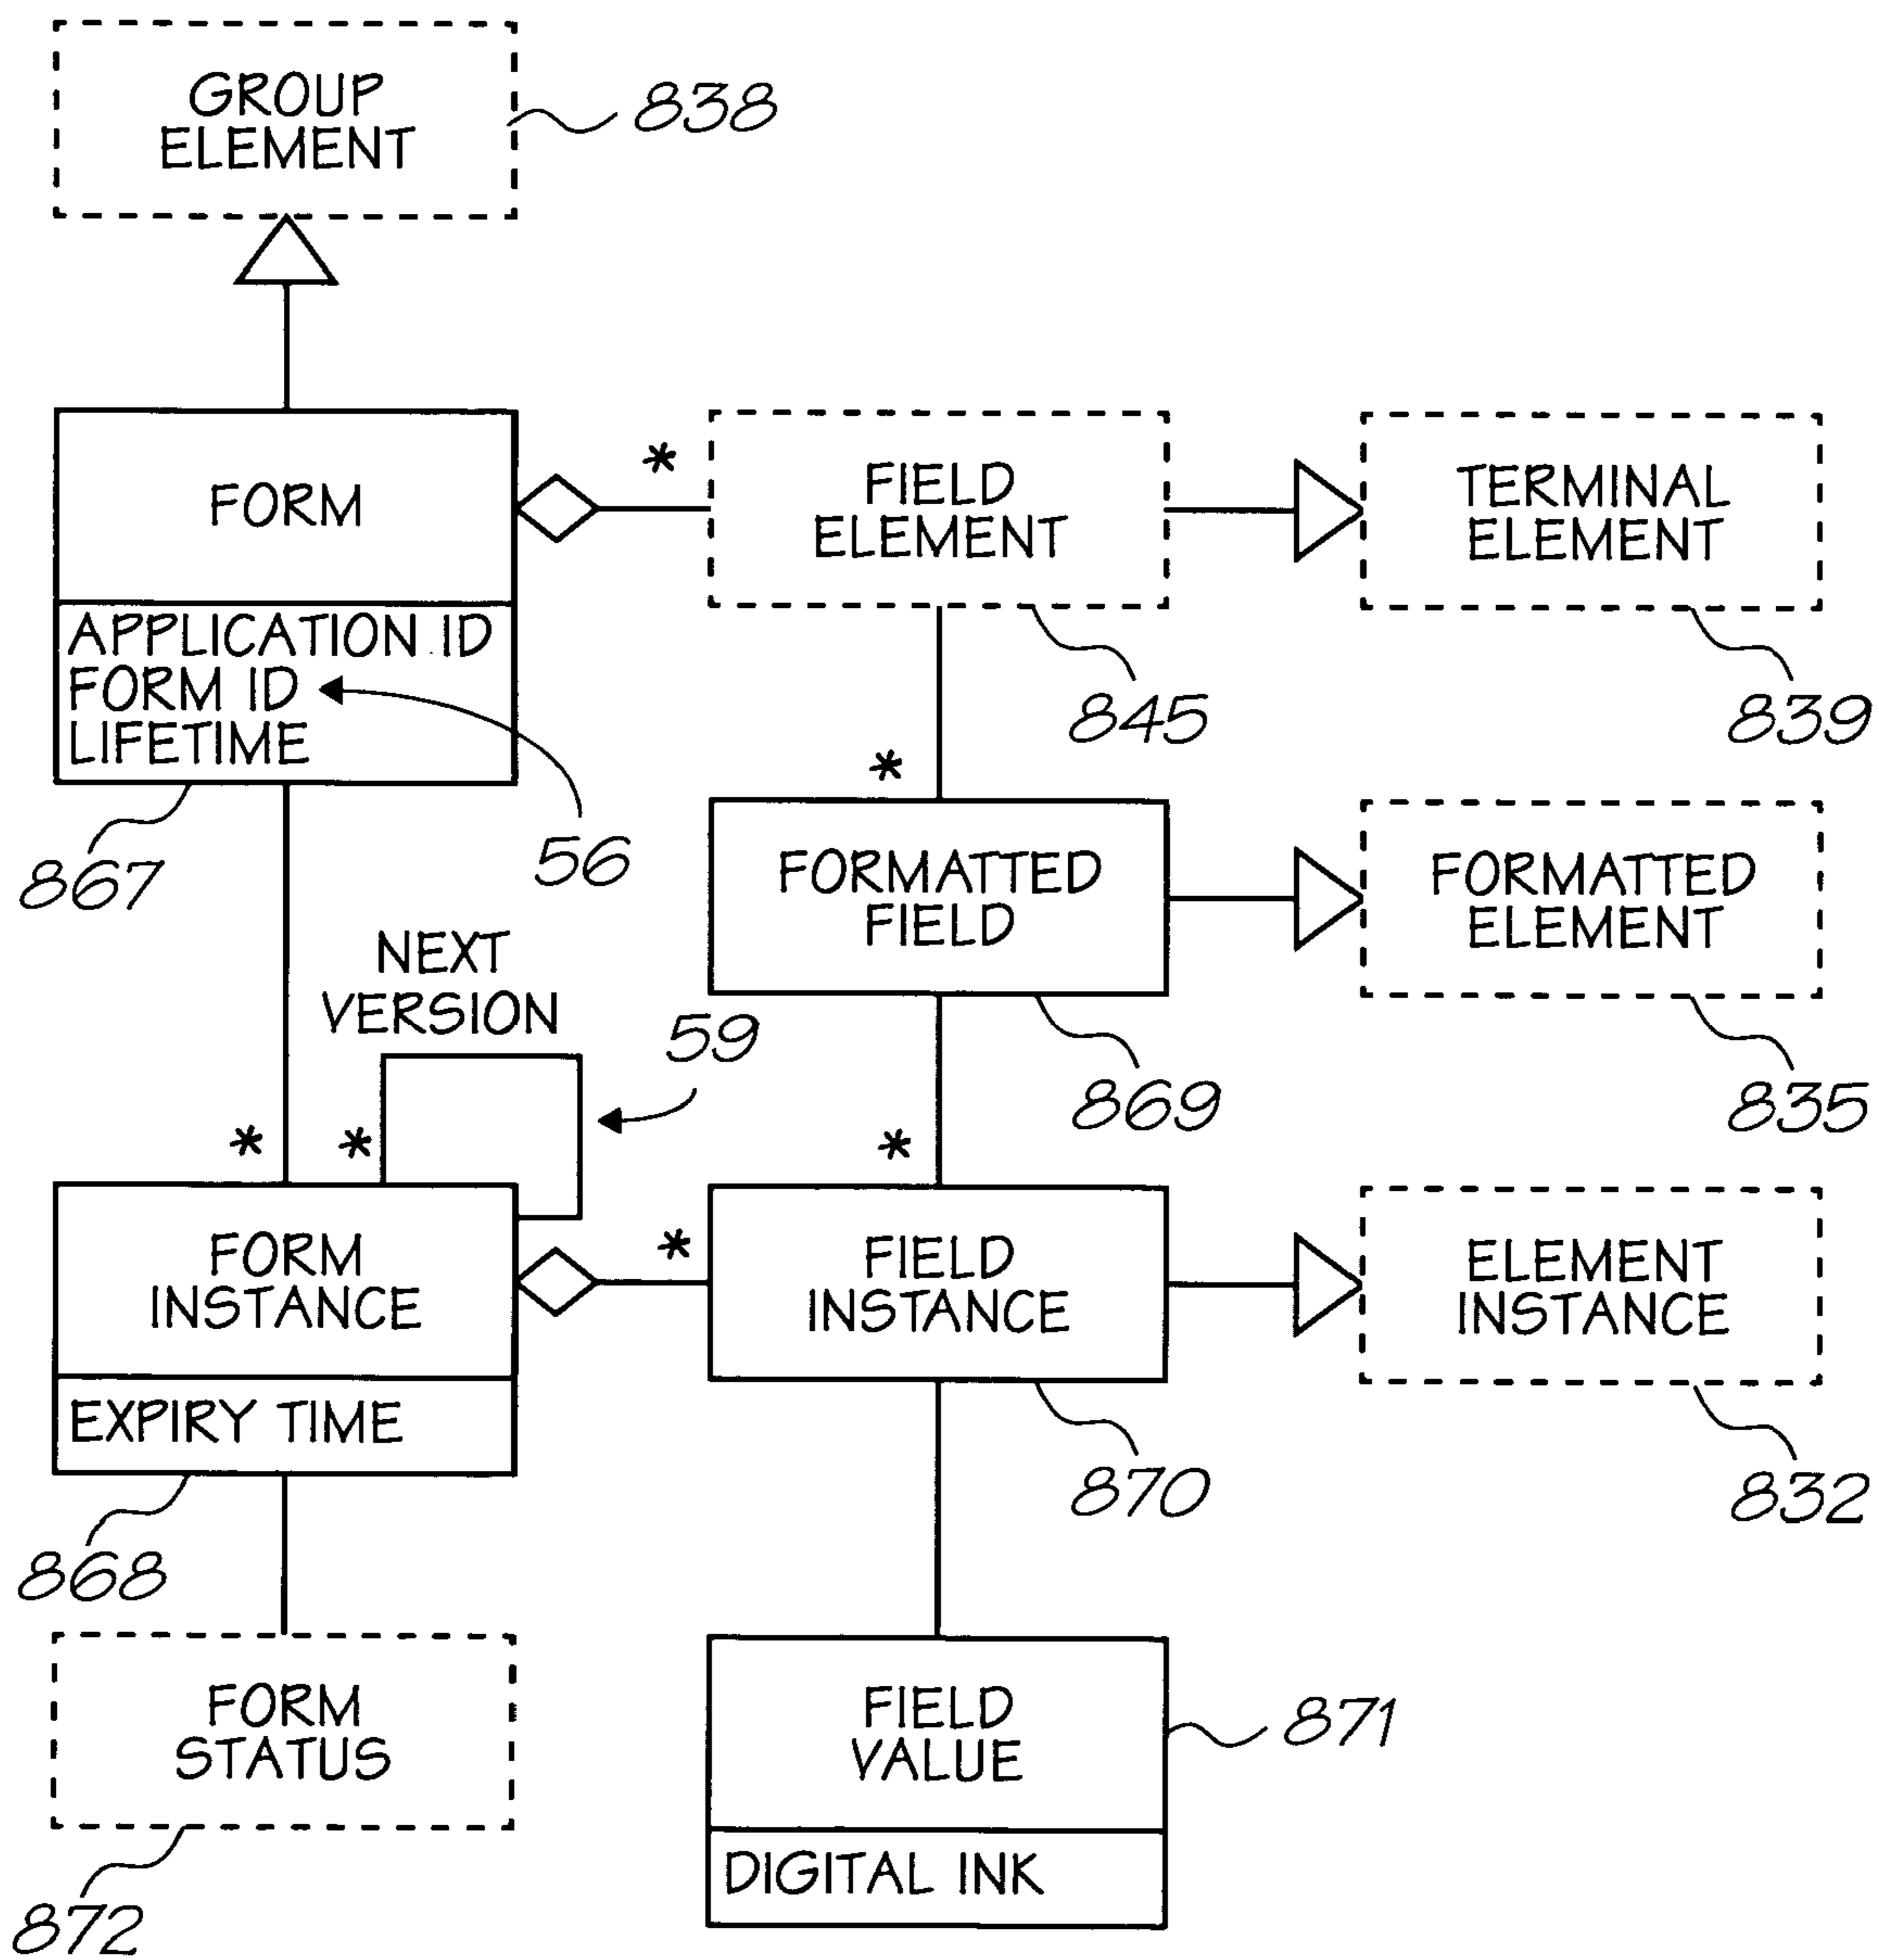 GROUP
ELEMENT
838
FORM
APPLICATION ID
FORM ID
LIFETIME
867
56
*
FIELD
ELEMENT
845
TERMINAL
ELEMENT
839
*
FORMATTED
FIELD
869
FORMATTED
ELEMENT
835
NEXT
VERSION
59
*
*
FORM
INSTANCE
EXPIRY TIME
868
*
*
FIELD
INSTANCE
870
ELEMENT
INSTANCE
832
FORM
STATUS
872
FIELD
VALUE
DIGITAL INK
871